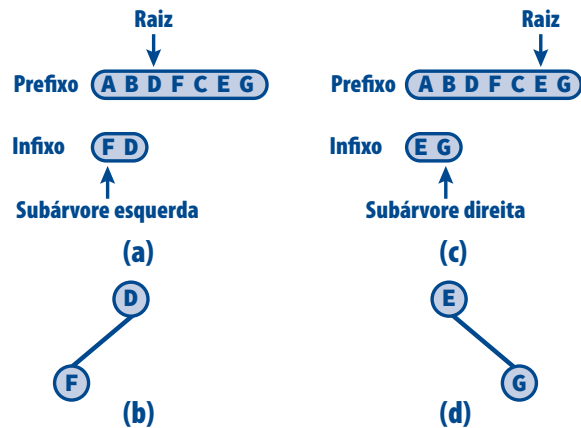 Raiz
Prefixo A B D F C E G
Infixo F D
Subárvore esquerda
(a)
D
F
(b)
Raiz
Prefixo A B D F C E G
Infixo E G
Subárvore direita
(c)
E
G
(d)